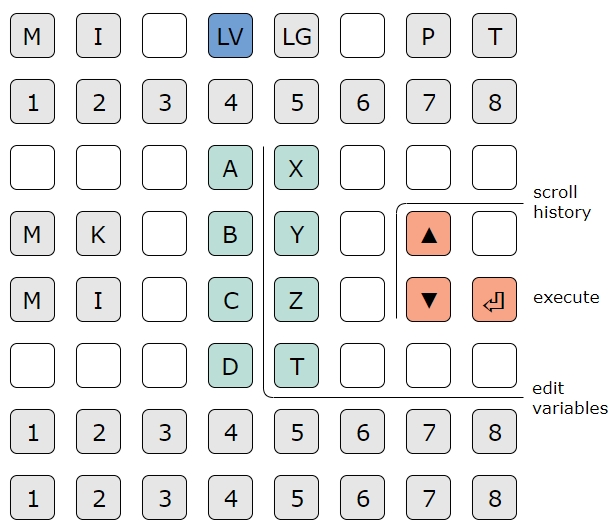 M I LV LG P T
1 2 3 4 5 6 7 8
A X
scroll
history
M K B Y ▲
M I C Z ▼ execute
D T
edit
variables
1 2 3 4 5 6 7 8
1 2 3 4 5 6 7 8